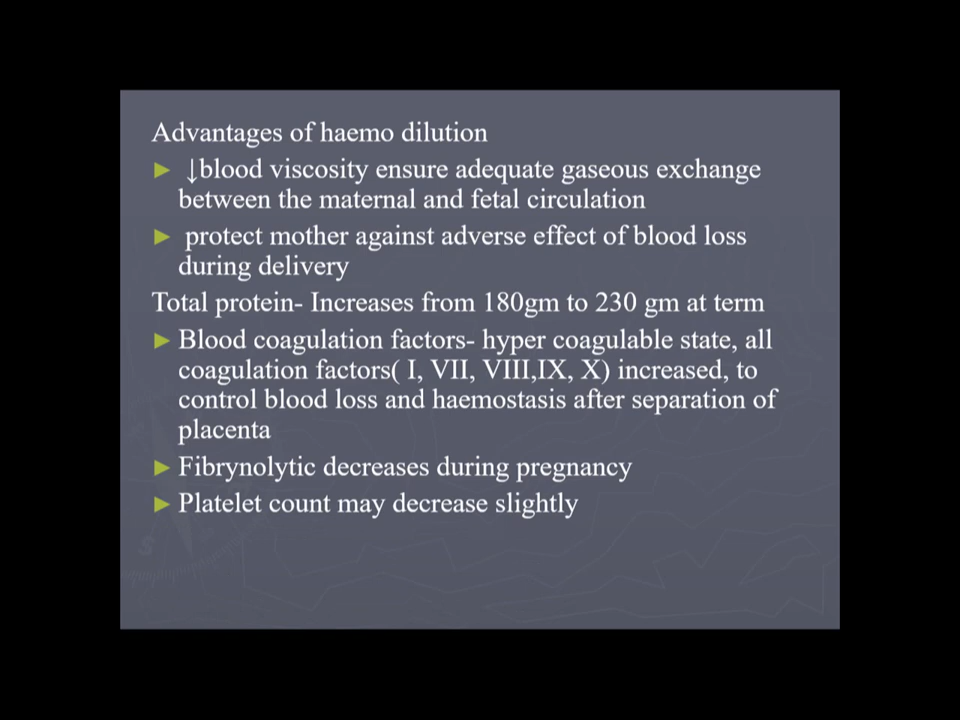 Advantages of haemo dilution
► ↓blood viscosity ensure adequate gaseous exchange
between the maternal and fetal circulation
► protect mother against adverse effect of blood loss
during delivery
Total protein- Increases from 180gm to 230 gm at term
► Blood coagulation factors- hyper coagulable state, all
coagulation factors( I, VII, VIII,IX, X) increased, to
control blood loss and haemostasis after separation of
placenta
► Fibrynolytic decreases during pregnancy
► Platelet count may decrease slightly